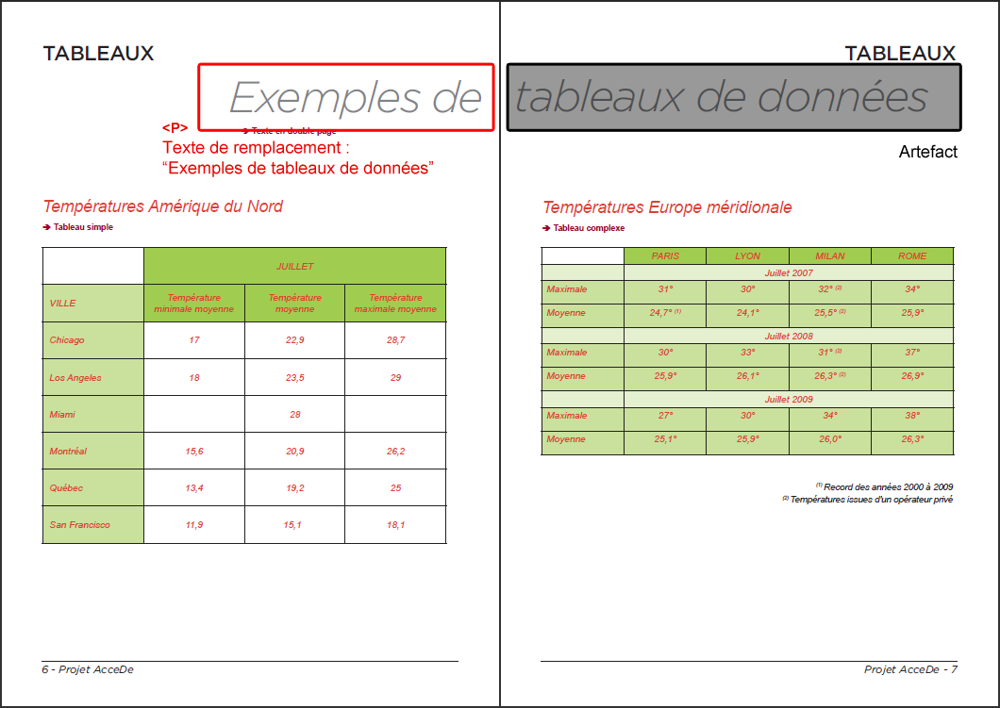 TABLEAUX
Exemples de
<P>
➔ Texte en double page
Texte de remplacement :
“Exemples de tableaux de données”
Températures Amérique du Nord
➔ Tableau simple
JUILLET
VILLE Température minimale moyenne Température moyenne Température maximale moyenne
Chicago 17 22,9 28,7
Los Angeles 18 23,5 29
Miami 28
Montréal 15,6 20,9 26,2
Québec 13,4 19,2 25
San Francisco 11,9 15,1 18,1
6 - Projet AcceDe
TABLEAUX
tableaux de données
Artefact
Températures Europe méridionale
➔ Tableau complexe
PARIS LYON MILAN ROME
Juillet 2007
Maximale 31° 30° 32° (2) 34°
Moyenne 24,7° (1) 24,1° 25,5° (2) 25,9°
Juillet 2008
Maximale 30° 33° 31° (2) 37°
Moyenne 25,9° 26,1° 26,3° (2) 26,9°
Juillet 2009
Maximale 27° 30° 34° 38°
Moyenne 25,1° 25,9° 26,0° 26,3°
(1) Record des années 2000 à 2009
(2) Températures issues d'un opérateur privé
Projet AcceDe - 7